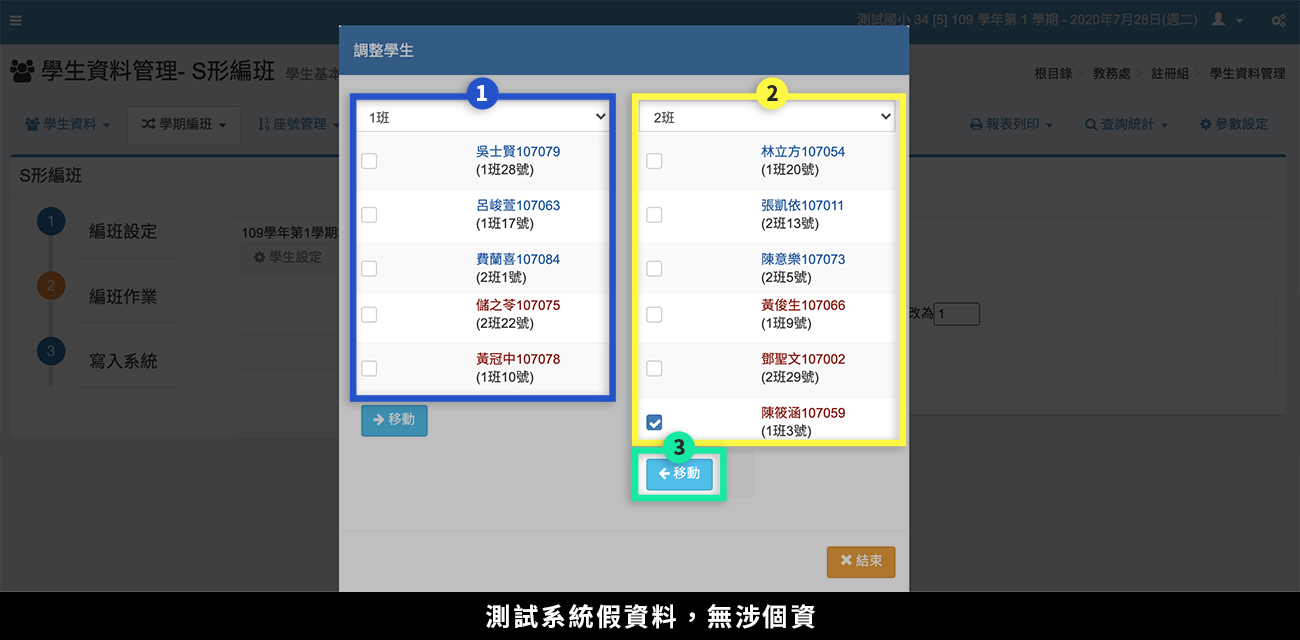 測試國小 34 [5] 109 學年第 1 學期 - 2020年7月28日(週二)
學生資料管理- S形編班 學生基本
根目錄 > 教務處 > 註冊組 > 學生資料管理
學生資料
學期編班
座號管理
報表列印
查詢統計
參數設定
S形編班
1 編班設定
2 編班作業
3 寫入系統
109學年第1學期
學生設定
改為 1
調整學生
1
1班
吳士賢107079
(1班28號)
呂峻萱107063
(1班17號)
費蘭喜107084
(2班1號)
儲之苓107075
(2班22號)
黃冠中107078
(1班10號)
移動
2
2班
林立方107054
(1班20號)
張凱依107011
(2班13號)
陳意樂107073
(2班5號)
黃俊生107066
(1班9號)
鄧聖文107002
(2班29號)
陳筱涵107059
(1班3號)
3
移動
結束
測試系統假資料，無涉個資